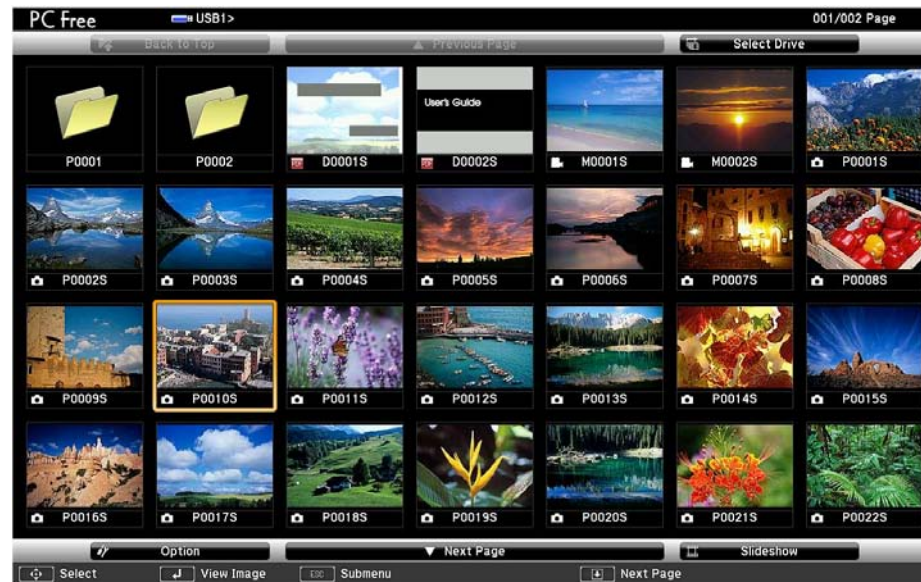 PC Free USB1> 001/002 Page
Back to Top Previous Page Select Drive
User's Guide
P0001 P0002 D0001S D0002S M0001S M0002S P0001S
P0002S P0003S P0004S P0005S P0006S P0007S P0008S
P0009S P0010S P0011S P0012S P0013S P0014S P0015S
P0016S P0017S P0018S P0019S P0020S P0021S P0022S
Option Next Page Slideshow
Select View Image Esc Submenu Next Page